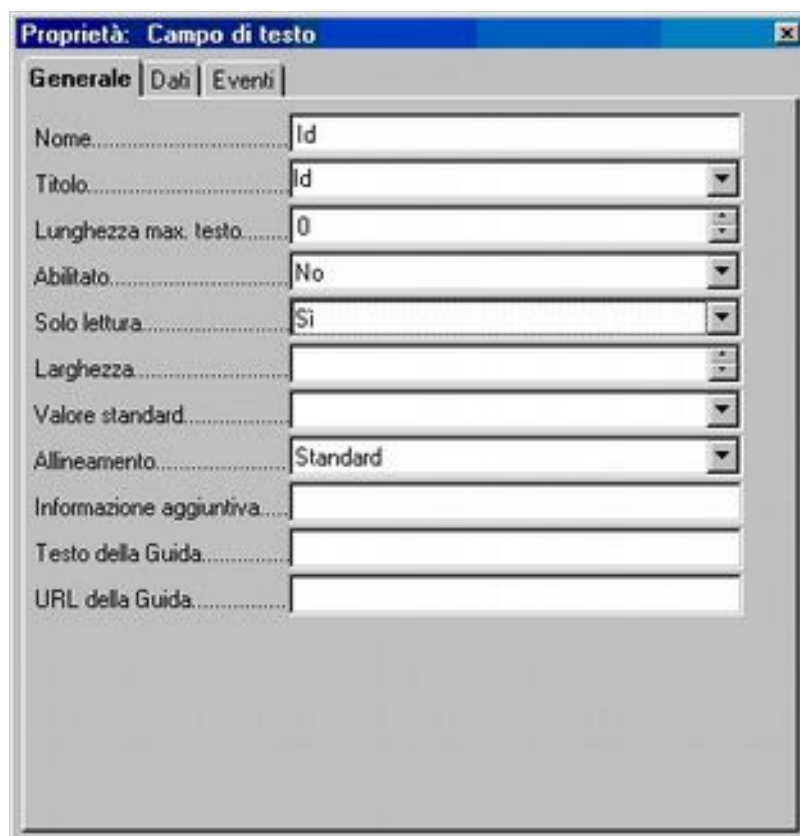 Proprietà: Campo di testo
Generale Dati Eventi
Nome............................... Id
Titolo............................... Id
Lunghezza max. testo........ 0
Abilitato............................ No
Solo lettura....................... Sì
Larghezza........................
Valore standard.................
Allineamento..................... Standard
Informazione aggiuntiva.....
Testo della Guida..............
URL della Guida................